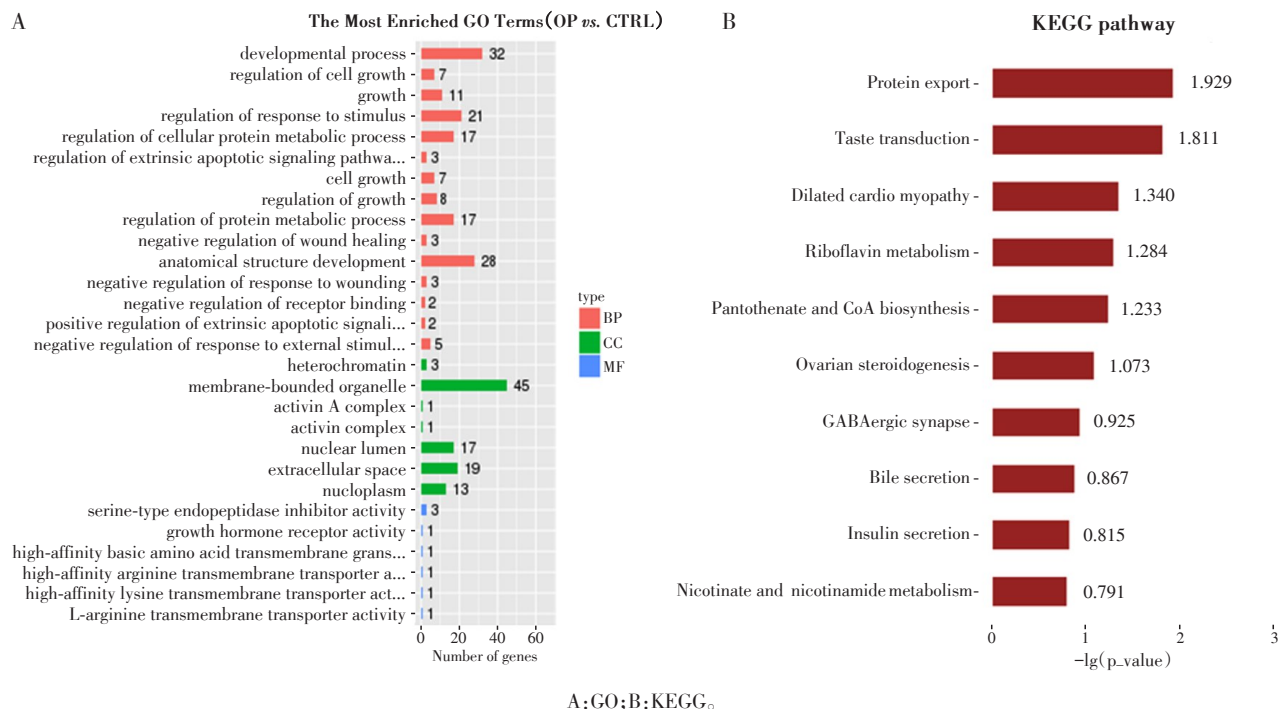 A
The Most Enriched GO Terms(OP vs. CTRL)
developmental process 32
regulation of cell growth 7
growth 11
regulation of response to stimulus 21
regulation of cellular protein metabolic process 17
regulation of extrinsic apoptotic signaling pathwa... 3
cell growth 7
regulation of growth 8
regulation of protein metabolic process 17
negative regulation of wound healing 3
anatomical structure development 28
negative regulation of response to wounding 3
negative regulation of receptor binding 2
positive regulation of extrinsic apoptotic signali... 2
negative regulation of response to external stimul... 5
heterochromatin 3
membrane-bounded organelle 45
activin A complex 1
activin complex 1
nuclear lumen 17
extracellular space 19
nucloplasm 13
serine-type endopeptidase inhibitor activity 3
growth hormone receptor activity 1
high-affinity basic amino acid transmembrane grans... 1
high-affinity arginine transmembrane transporter a... 1
high-affinity lysine transmembrane transporter act... 1
L-arginine transmembrane transporter activity 1
0 20 40 60
Number of genes
type
BP
CC
MF
B
KEGG pathway
Protein export 1.929
Taste transduction 1.811
Dilated cardio myopathy 1.340
Riboflavin metabolism 1.284
Pantothenate and CoA biosynthesis 1.233
Ovarian steroidogenesis 1.073
GABAergic synapse 0.925
Bile secretion 0.867
Insulin secretion 0.815
Nicotinate and nicotinamide metabolism 0.791
0 1 2 3
−lg(p_value)
A:GO;B:KEGG。